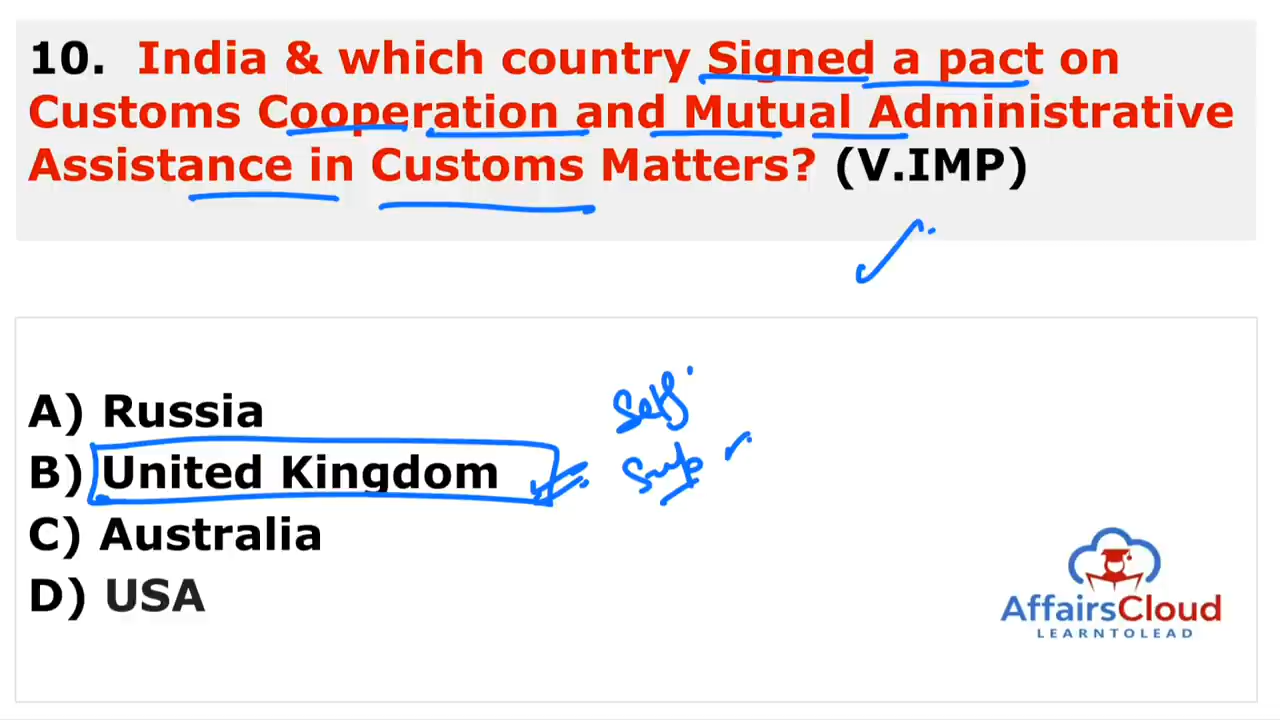 10. India & which country Signed a pact on
Customs Cooperation and Mutual Administrative
Assistance in Customs Matters? (V.IMP)
A) Russia
B) United Kingdom
C) Australia
D) USA
AffairsCloud
LEARNTOLEAD